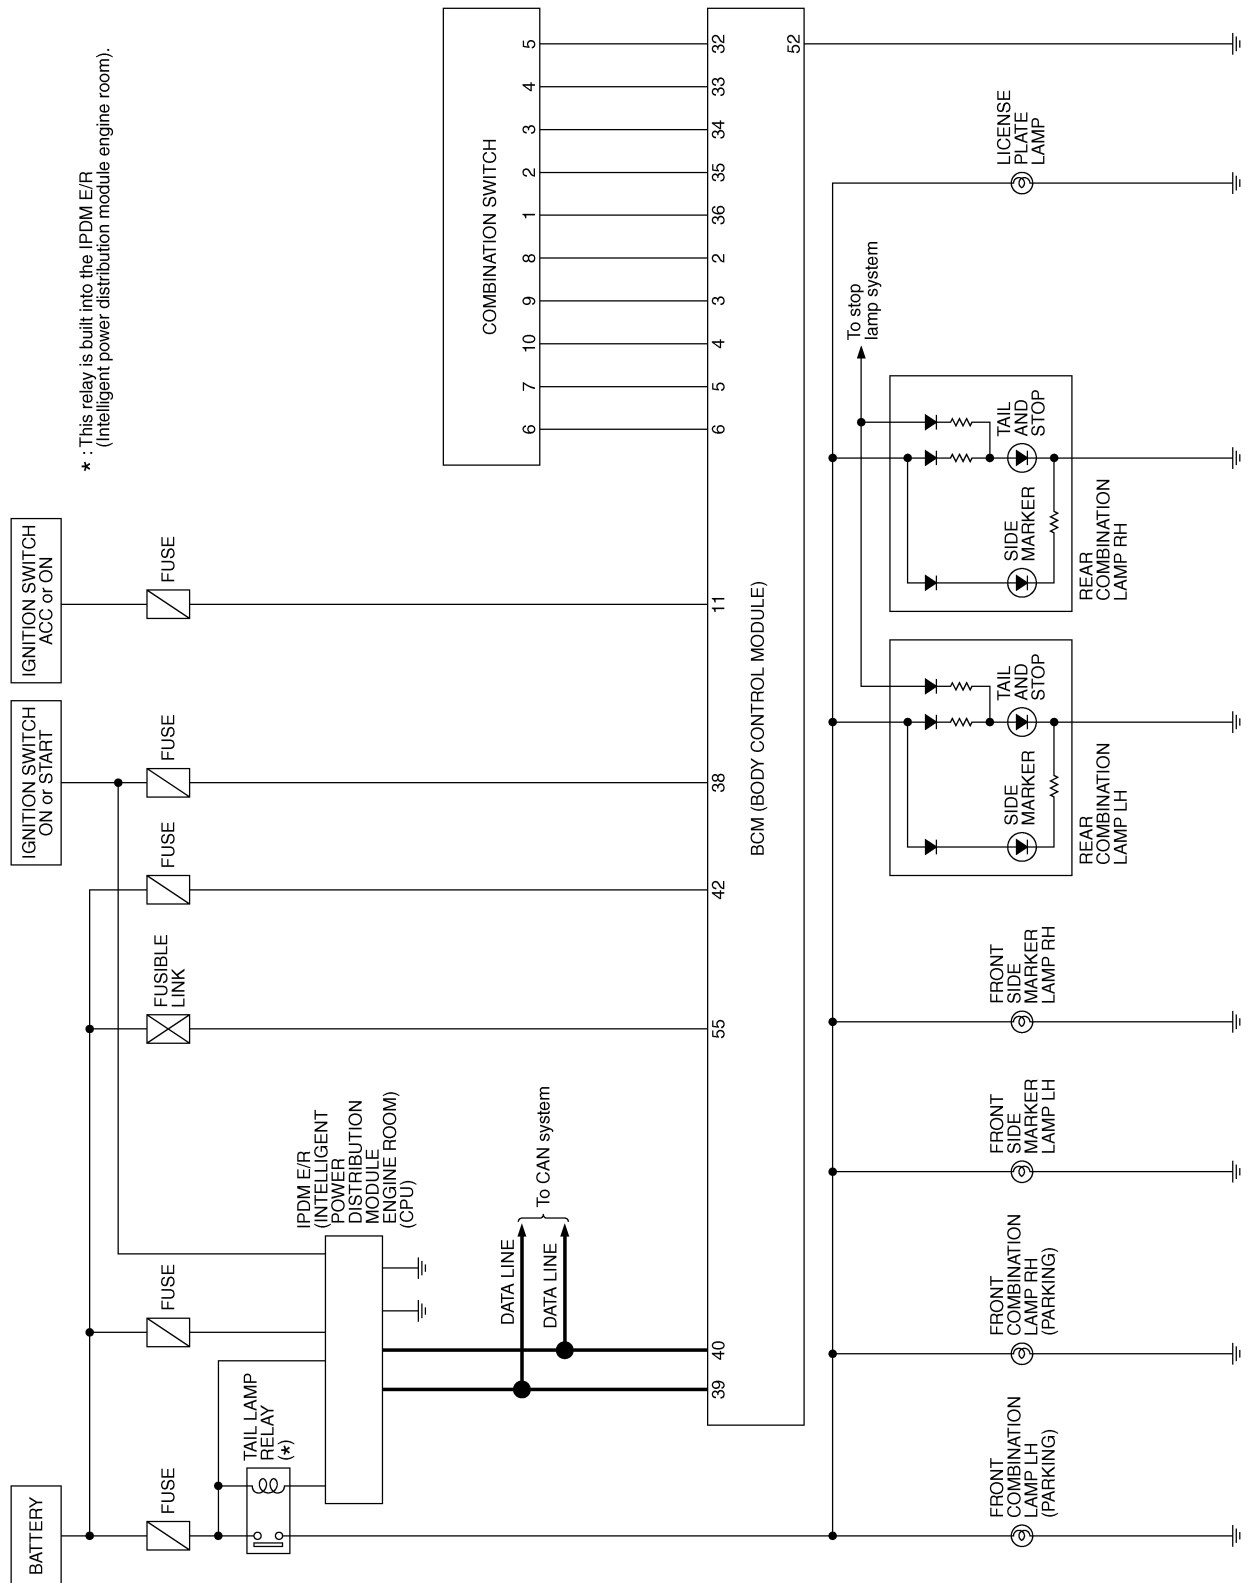 BATTERY
FUSE
TAIL LAMP
RELAY
(*)
FUSE
IPDM E/R
(INTELLIGENT
POWER
DISTRIBUTION
MODULE
ENGINE ROOM)
(CPU)
FUSIBLE
LINK
FUSE
IGNITION SWITCH
ON or START
FUSE
IGNITION SWITCH
ACC or ON
FUSE
* : This relay is built into the IPDM E/R
(Intelligent power distribution module engine room).
DATA LINE
DATA LINE
To CAN system
COMBINATION SWITCH
6 7 10 9 8 1 2 3 4 5
39 40 55 42 38 11 6 5 4 3 2 36 35 34 33 32
BCM (BODY CONTROL MODULE)
52
To stop
lamp system
FRONT
COMBINATION
LAMP LH
(PARKING)
FRONT
COMBINATION
LAMP RH
(PARKING)
FRONT
SIDE
MARKER
LAMP LH
FRONT
SIDE
MARKER
LAMP RH
SIDE
MARKER
TAIL
AND
STOP
REAR
COMBINATION
LAMP LH
SIDE
MARKER
TAIL
AND
STOP
REAR
COMBINATION
LAMP RH
LICENSE
PLATE
LAMP